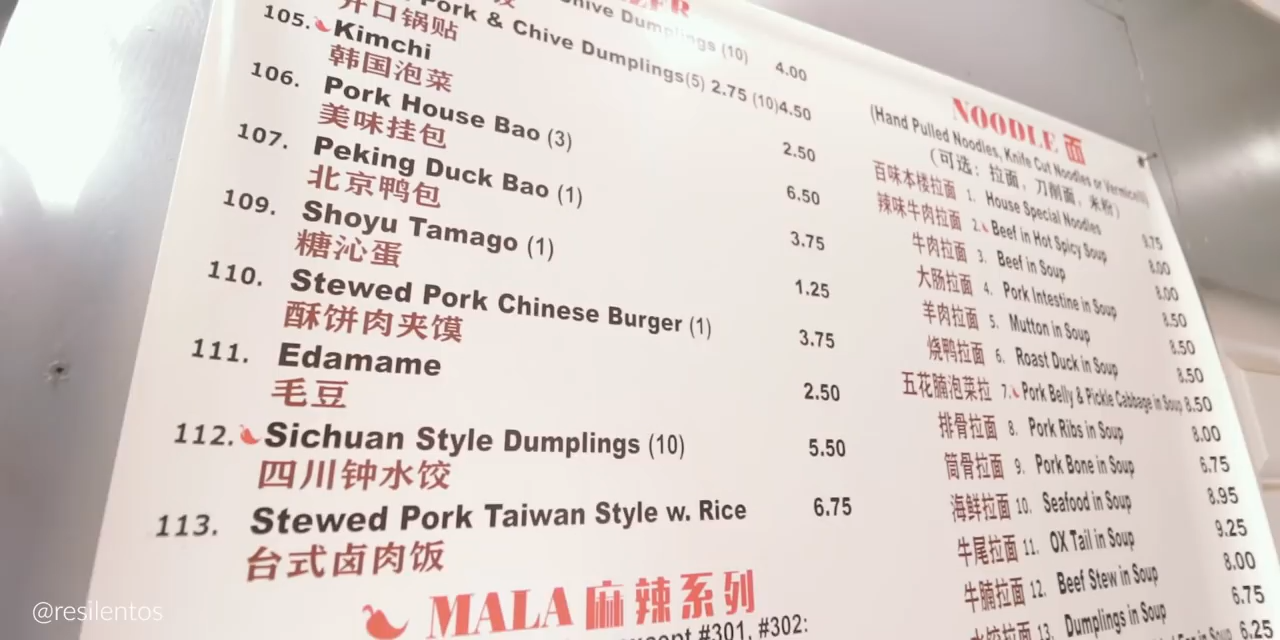 Chive Dumplings (10) 4.00
Pork & Chive Dumplings(5) 2.75 (10)4.50
开口锅贴
105. Kimchi 2.50
韩国泡菜
106. Pork House Bao (3) 6.50
美味挂包
107. Peking Duck Bao (1) 3.75
北京鸭包
109. Shoyu Tamago (1) 1.25
糖沁蛋
110. Stewed Pork Chinese Burger (1) 3.75
酥饼肉夹馍
111. Edamame 2.50
毛豆
112. Sichuan Style Dumplings (10) 5.50
四川钟水饺
113. Stewed Pork Taiwan Style w. Rice 6.75
台式卤肉饭
MALA 麻辣系列
#301, #302:
NOODLE 面
(Hand Pulled Noodles, Knife Cut Noodles or Vermicelli)
(可选：拉面，刀削面，米粉)
百味本楼拉面 1. House Special Noodles 9.75
辣味牛肉拉面 2. Beef in Hot Spicy Soup 8.00
牛肉拉面 3. Beef in Soup 8.00
大肠拉面 4. Pork Intestine in Soup 8.50
羊肉拉面 5. Mutton in Soup 8.50
烧鸭拉面 6. Roast Duck in Soup 8.50
五花腩泡菜拉 7. Pork Belly & Pickle Cabbage in Soup 8.50
排骨拉面 8. Pork Ribs in Soup 8.00
筒骨拉面 9. Pork Bone in Soup 6.75
海鲜拉面 10. Seafood in Soup 8.95
牛尾拉面 11. OX Tail in Soup 9.25
牛腩拉面 12. Beef Stew in Soup 8.00
水饺拉面 13. Dumplings in Soup 6.75
in Soup 6.25
@resilentos